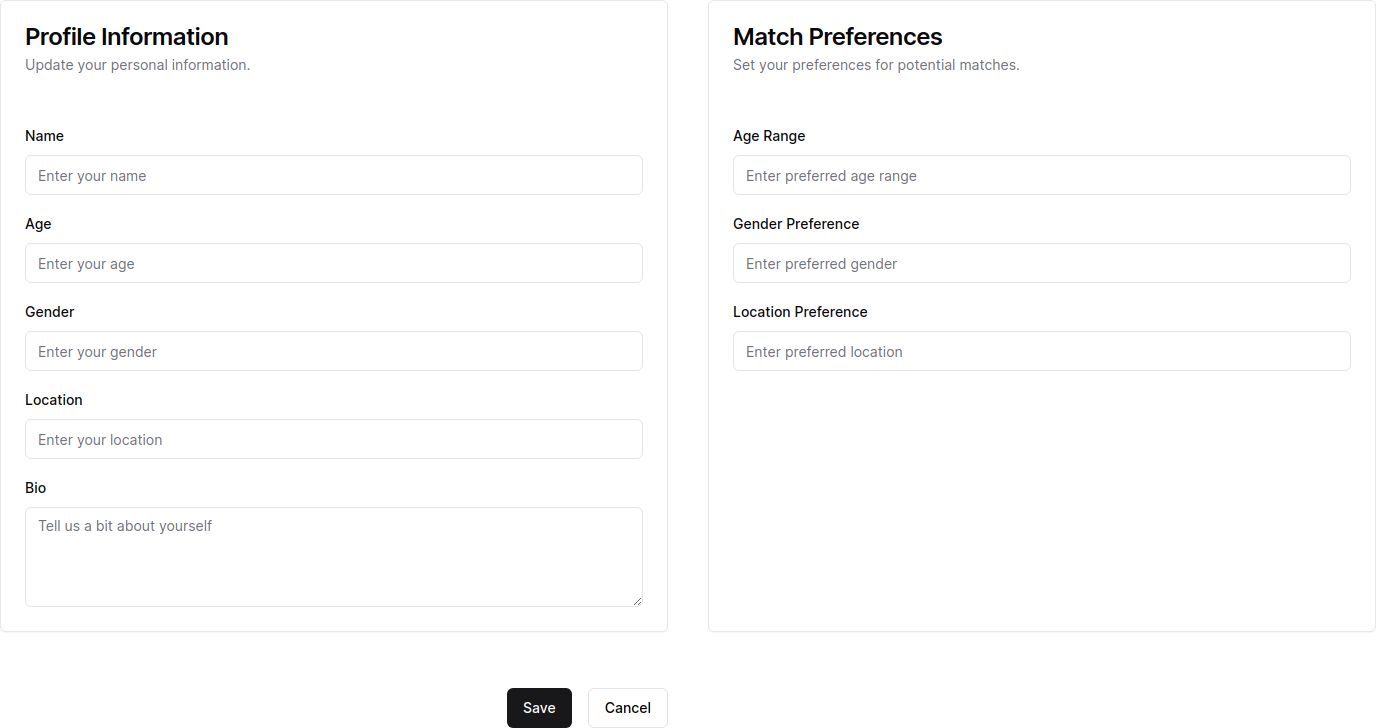 Profile Information
Update your personal information.
Name
Enter your name
Age
Enter your age
Gender
Enter your gender
Location
Enter your location
Bio
Tell us a bit about yourself
Match Preferences
Set your preferences for potential matches.
Age Range
Enter preferred age range
Gender Preference
Enter preferred gender
Location Preference
Enter preferred location
Save
Cancel